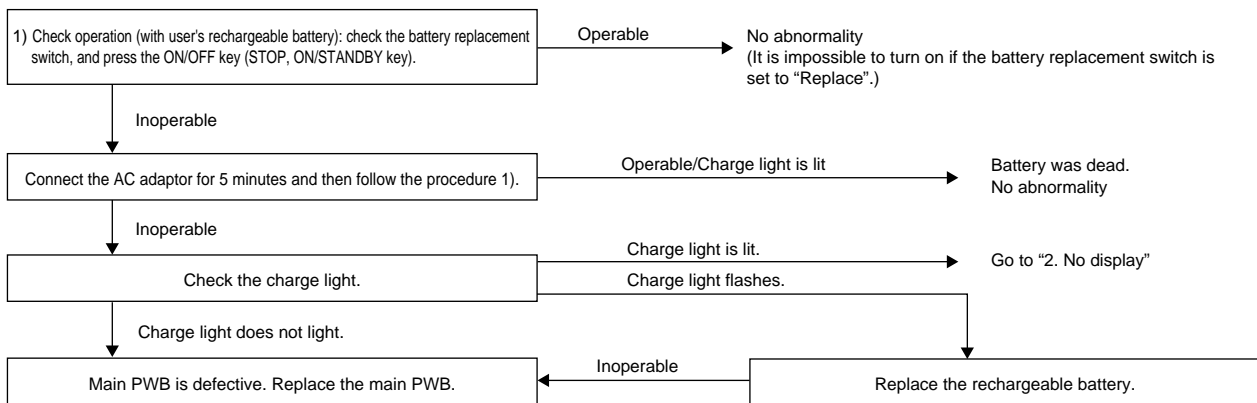 1) Check operation (with user's rechargeable battery): check the battery replacement
switch, and press the ON/OFF key (STOP, ON/STANDBY key).
Operable
No abnormality
(It is impossible to turn on if the battery replacement switch is
set to “Replace”.)
Inoperable
Connect the AC adaptor for 5 minutes and then follow the procedure 1).
Operable/Charge light is lit
Battery was dead.
No abnormality
Inoperable
Check the charge light.
Charge light is lit.
Go to “2. No display”
Charge light flashes.
Charge light does not light.
Main PWB is defective. Replace the main PWB.
Inoperable
Replace the rechargeable battery.